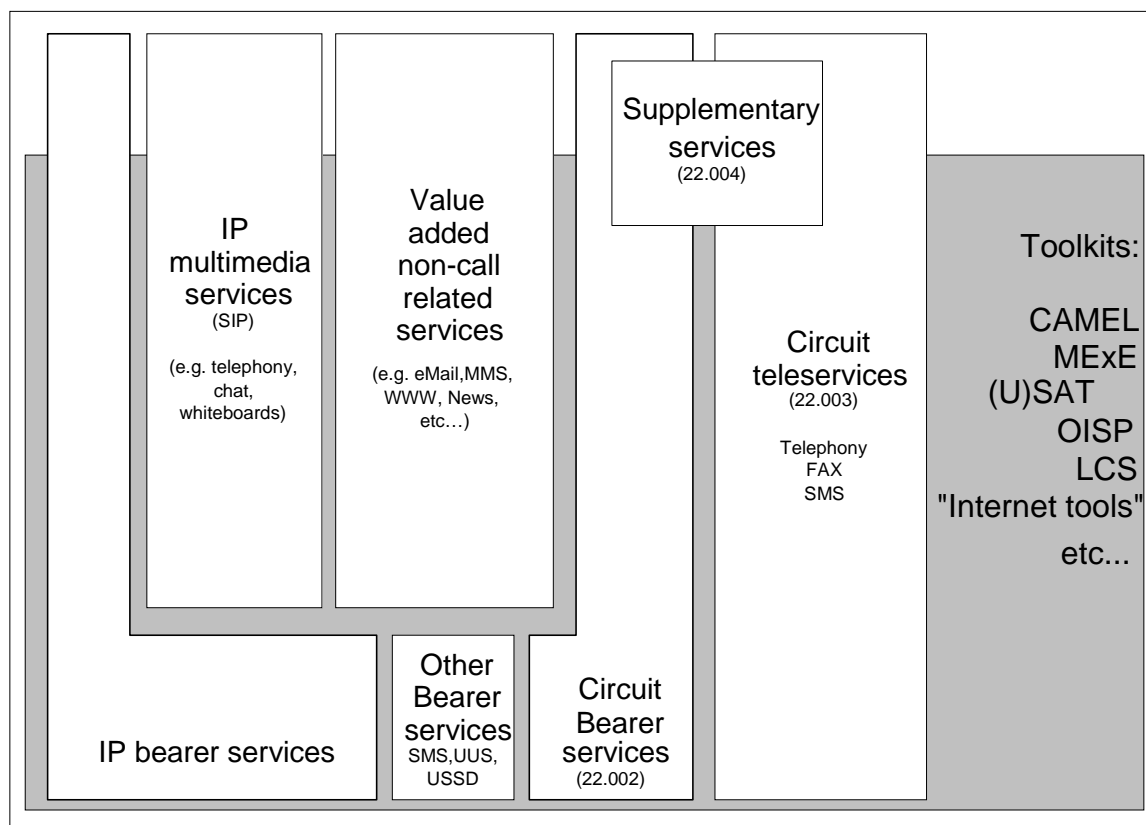 Supplementary
services
(22.004)
IP
multimedia
services
(SIP)
(e.g. telephony,
chat,
whiteboards)
Value
added
non-call
related
services
(e.g. eMail,MMS,
WWW, News,
etc…)
Circuit
teleservices
(22.003)
Telephony
FAX
SMS
Toolkits:
CAMEL
MExE
(U)SAT
OISP
LCS
"Internet tools"
etc...
IP bearer services
Other
Bearer
services
SMS,UUS,
USSD
Circuit
Bearer
services
(22.002)